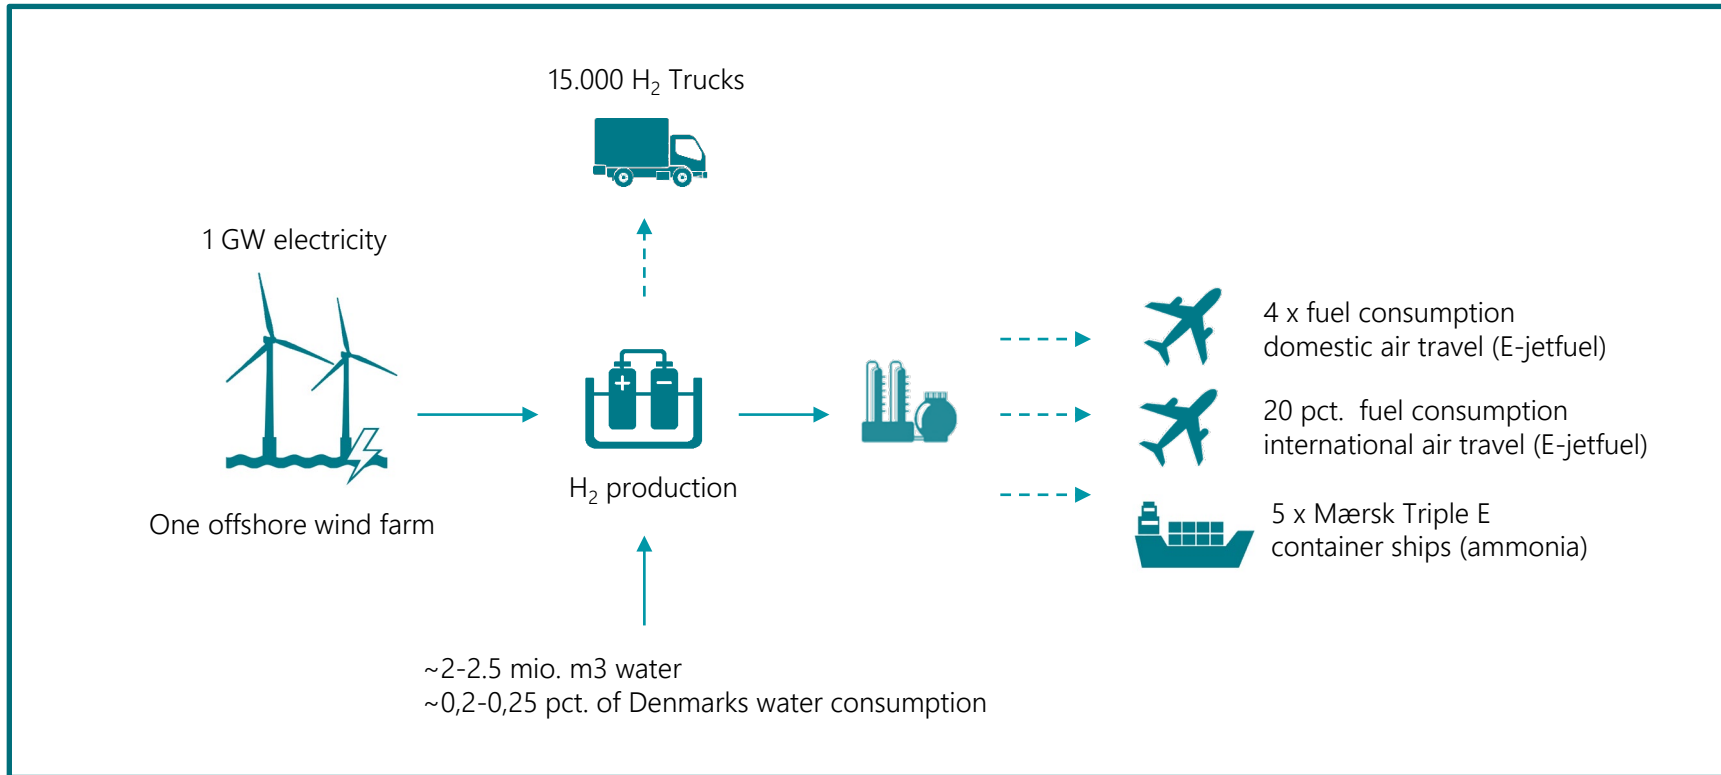 15.000 H₂ Trucks
1 GW electricity
One offshore wind farm
+ −
H₂ production
~2-2.5 mio. m3 water
~0,2-0,25 pct. of Denmarks water consumption
4 x fuel consumption
domestic air travel (E-jetfuel)
20 pct.  fuel consumption
international air travel (E-jetfuel)
5 x Mærsk Triple E
container ships (ammonia)